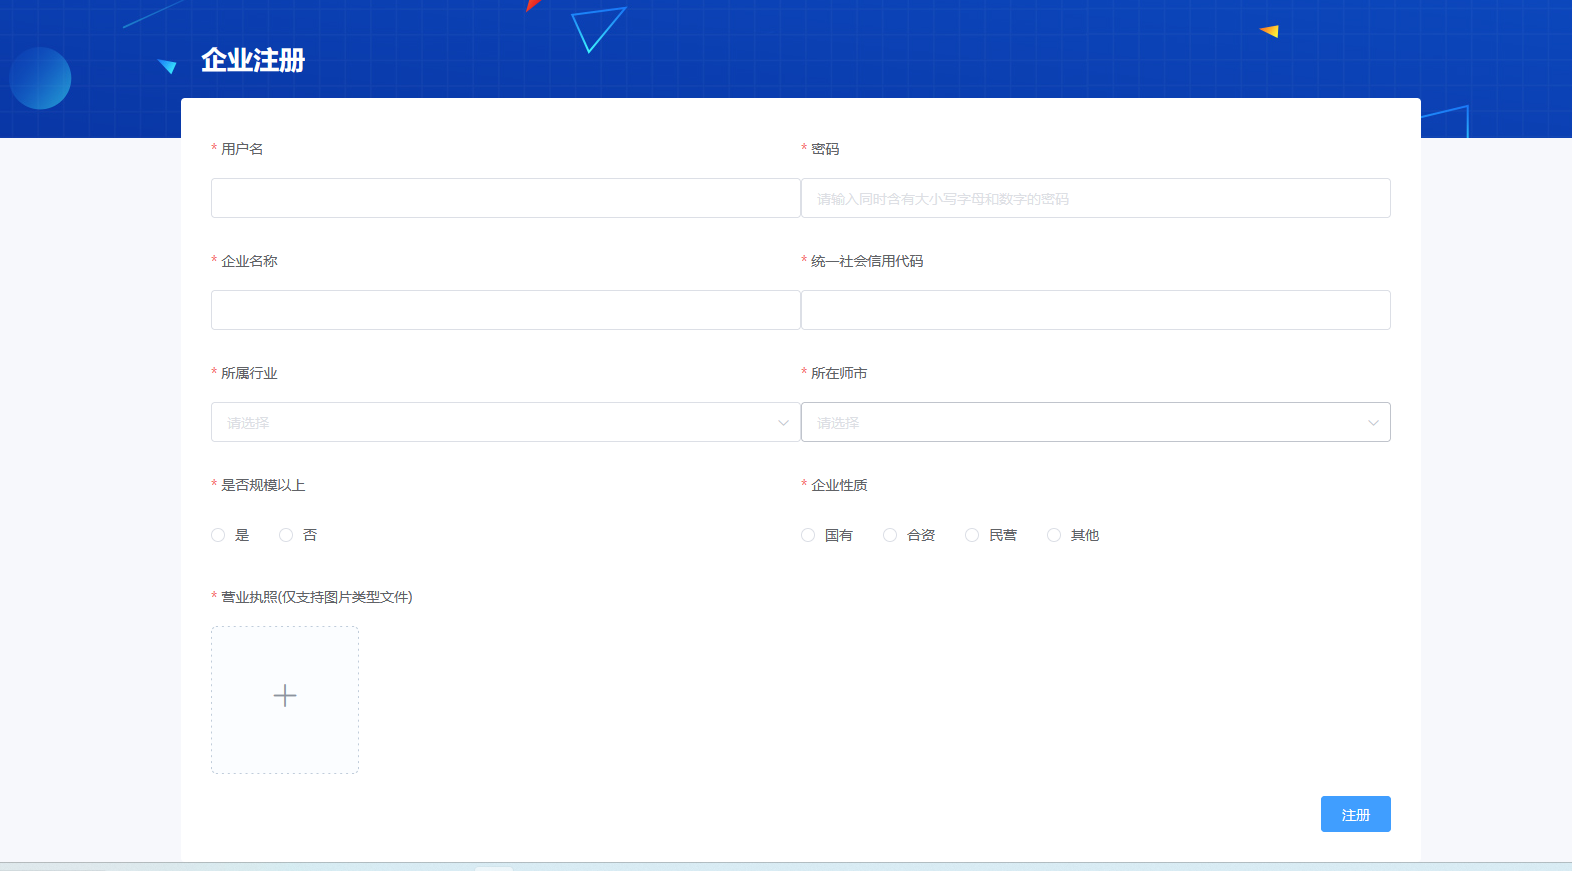 企业注册
* 用户名
* 密码
请输入同时含有大小写字母和数字的密码
* 企业名称
* 统一社会信用代码
* 所属行业
* 所在师市
请选择
请选择
* 是否规模以上
* 企业性质
是 否
国有 合资 民营 其他
* 营业执照(仅支持图片类型文件)
注册